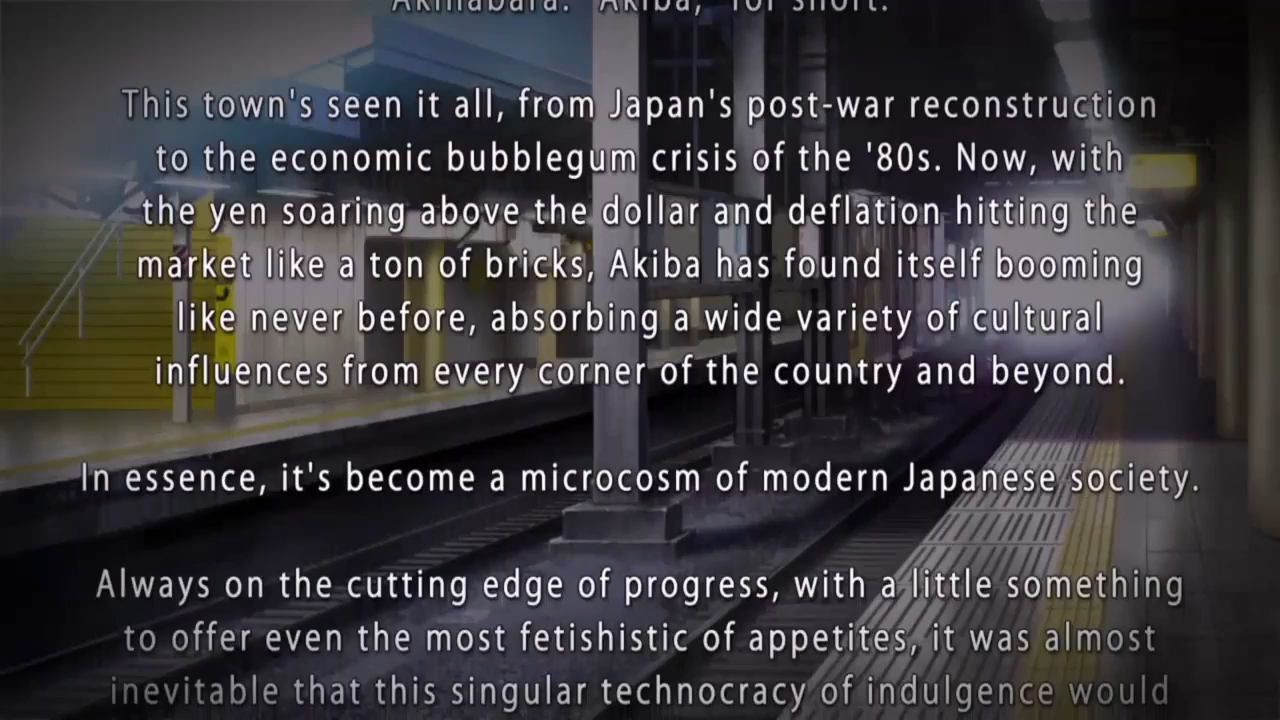 Akihabara. "Akiba," for short.
This town's seen it all, from Japan's post-war reconstruction
to the economic bubblegum crisis of the '80s. Now, with
the yen soaring above the dollar and deflation hitting the
market like a ton of bricks, Akiba has found itself booming
like never before, absorbing a wide variety of cultural
influences from every corner of the country and beyond.
In essence, it's become a microcosm of modern Japanese society.
Always on the cutting edge of progress, with a little something
to offer even the most fetishistic of appetites, it was almost
inevitable that this singular technocracy of indulgence would